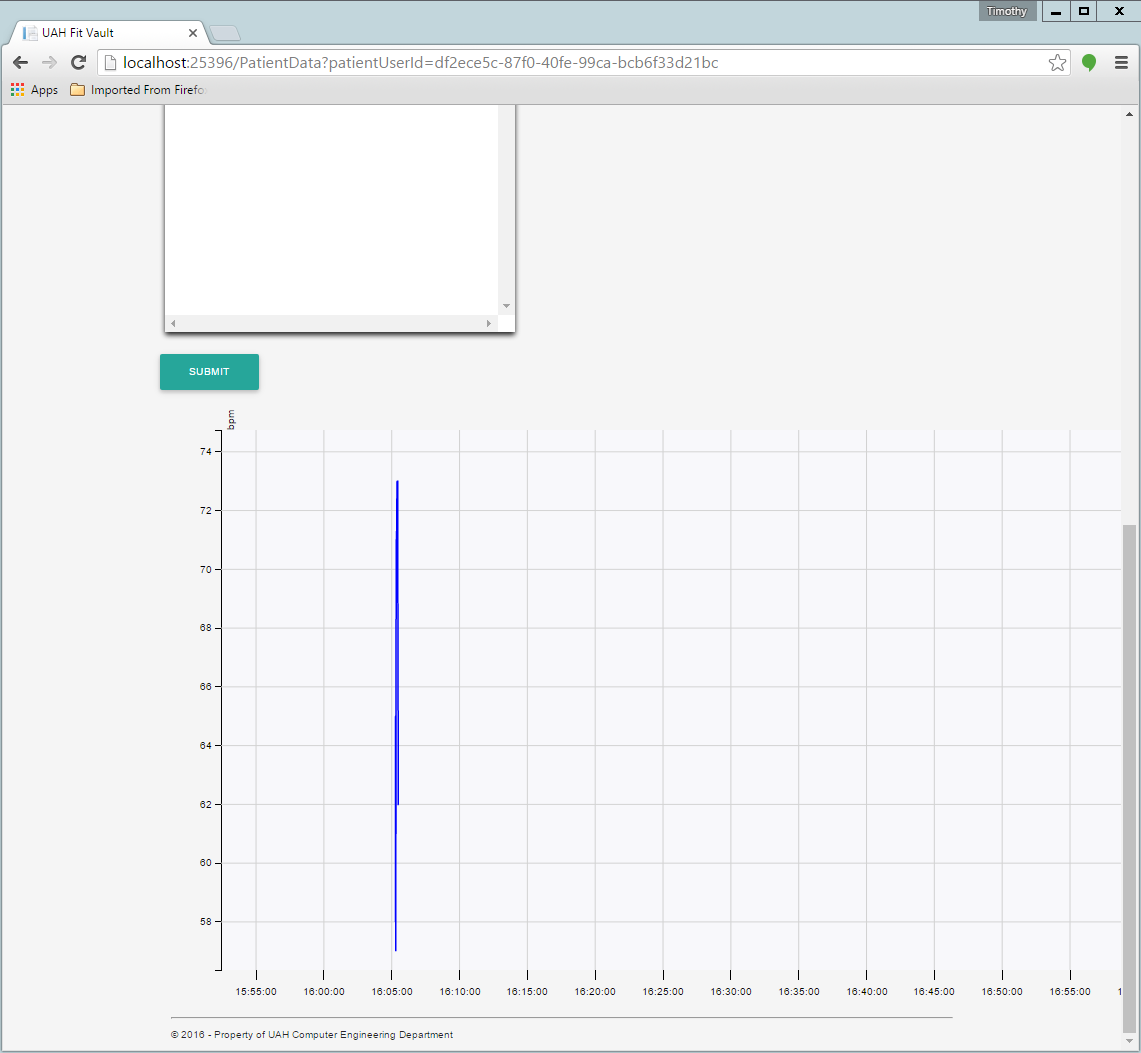 Timothy
UAH Fit Vault
localhost:25396/PatientData?patientUserId=df2ece5c-87f0-40fe-99ca-bcb6f33d21bc
Apps Imported From Firefo
SUBMIT
bpm
74
72
70
68
66
64
62
60
58
15:55:00 16:00:00 16:05:00 16:10:00 16:15:00 16:20:00 16:25:00 16:30:00 16:35:00 16:40:00 16:45:00 16:50:00 16:55:00
© 2016 - Property of UAH Computer Engineering Department